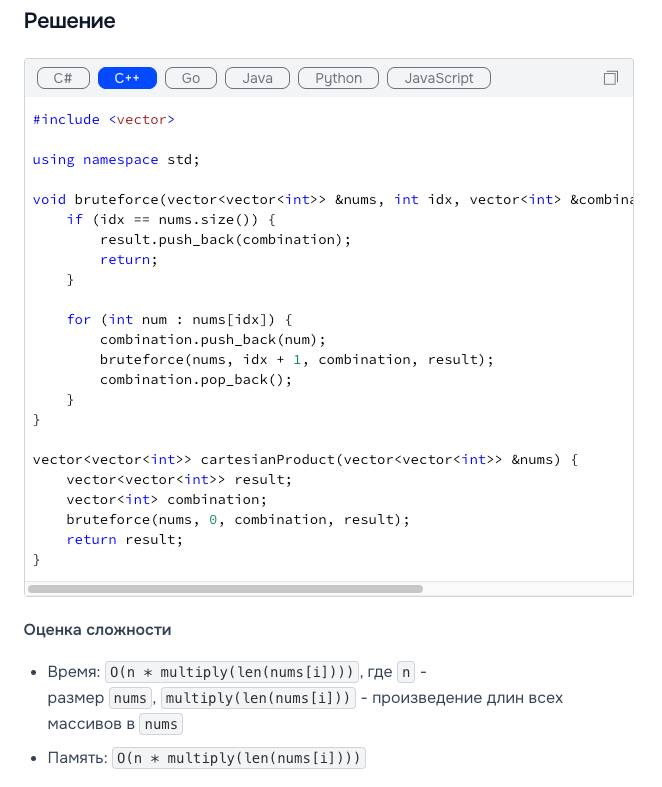 Решение
C# C++ Go Java Python JavaScript
#include <vector>
using namespace std;
void bruteforce(vector<vector<int>> &nums, int idx, vector<int> &combina
    if (idx == nums.size()) {
        result.push_back(combination);
        return;
    }
    for (int num : nums[idx]) {
        combination.push_back(num);
        bruteforce(nums, idx + 1, combination, result);
        combination.pop_back();
    }
}
vector<vector<int>> cartesianProduct(vector<vector<int>> &nums) {
    vector<vector<int>> result;
    vector<int> combination;
    bruteforce(nums, 0, combination, result);
    return result;
}
Оценка сложности
• Время: O(n * multiply(len(nums[i]))), где n -
размер nums, multiply(len(nums[i])) - произведение длин всех
массивов в nums
• Память: O(n * multiply(len(nums[i])))